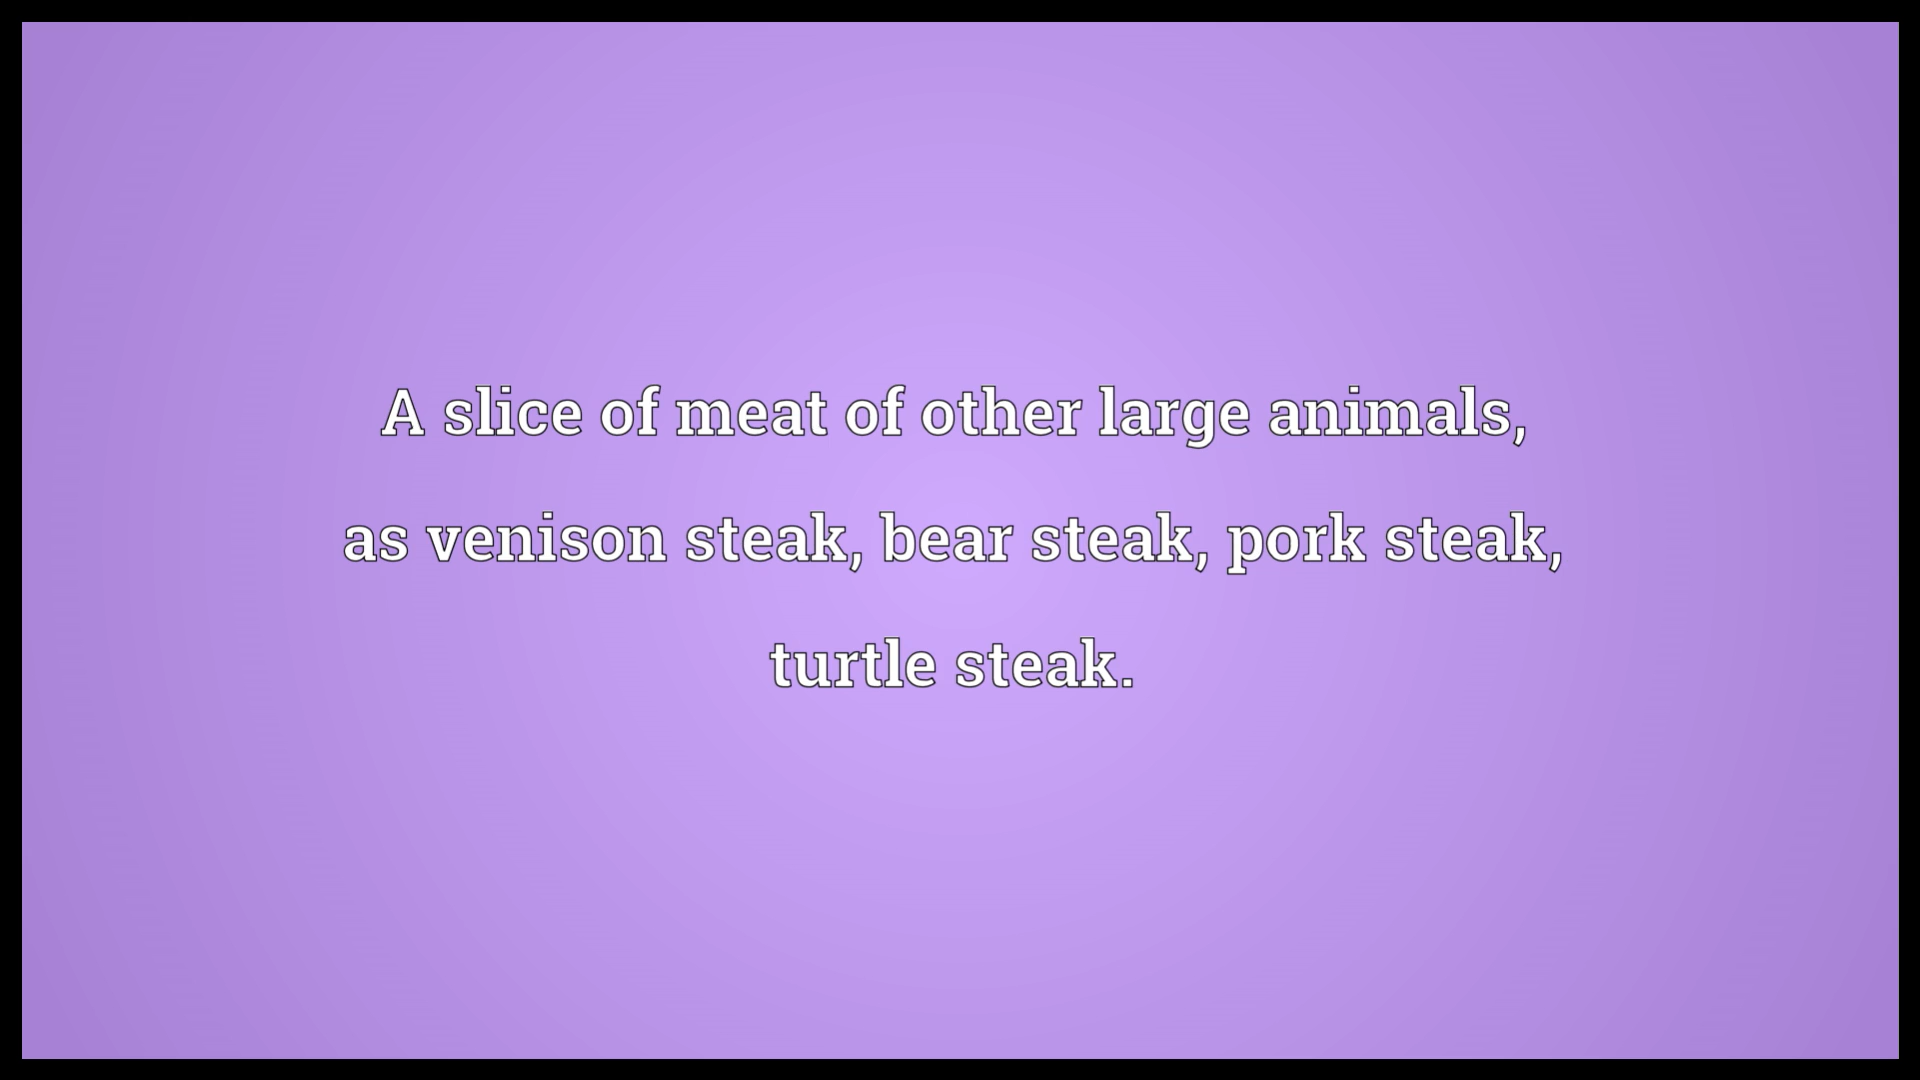 A slice of meat of other large animals,
as venison steak, bear steak, pork steak,
turtle steak.